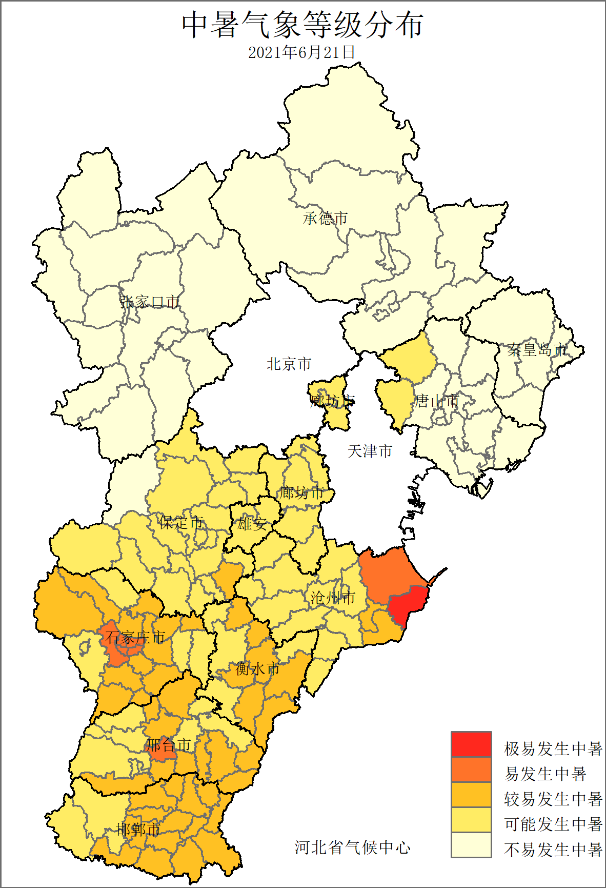 中暑气象等级分布
2021年6月21日
承德市
张家口市
秦皇岛市
北京市
廊坊市
唐山市
天津市
廊坊市
保定市
雄安
沧州市
石家庄市
衡水市
邢台市
邯郸市
极易发生中暑
易发生中暑
较易发生中暑
可能发生中暑
不易发生中暑
河北省气候中心